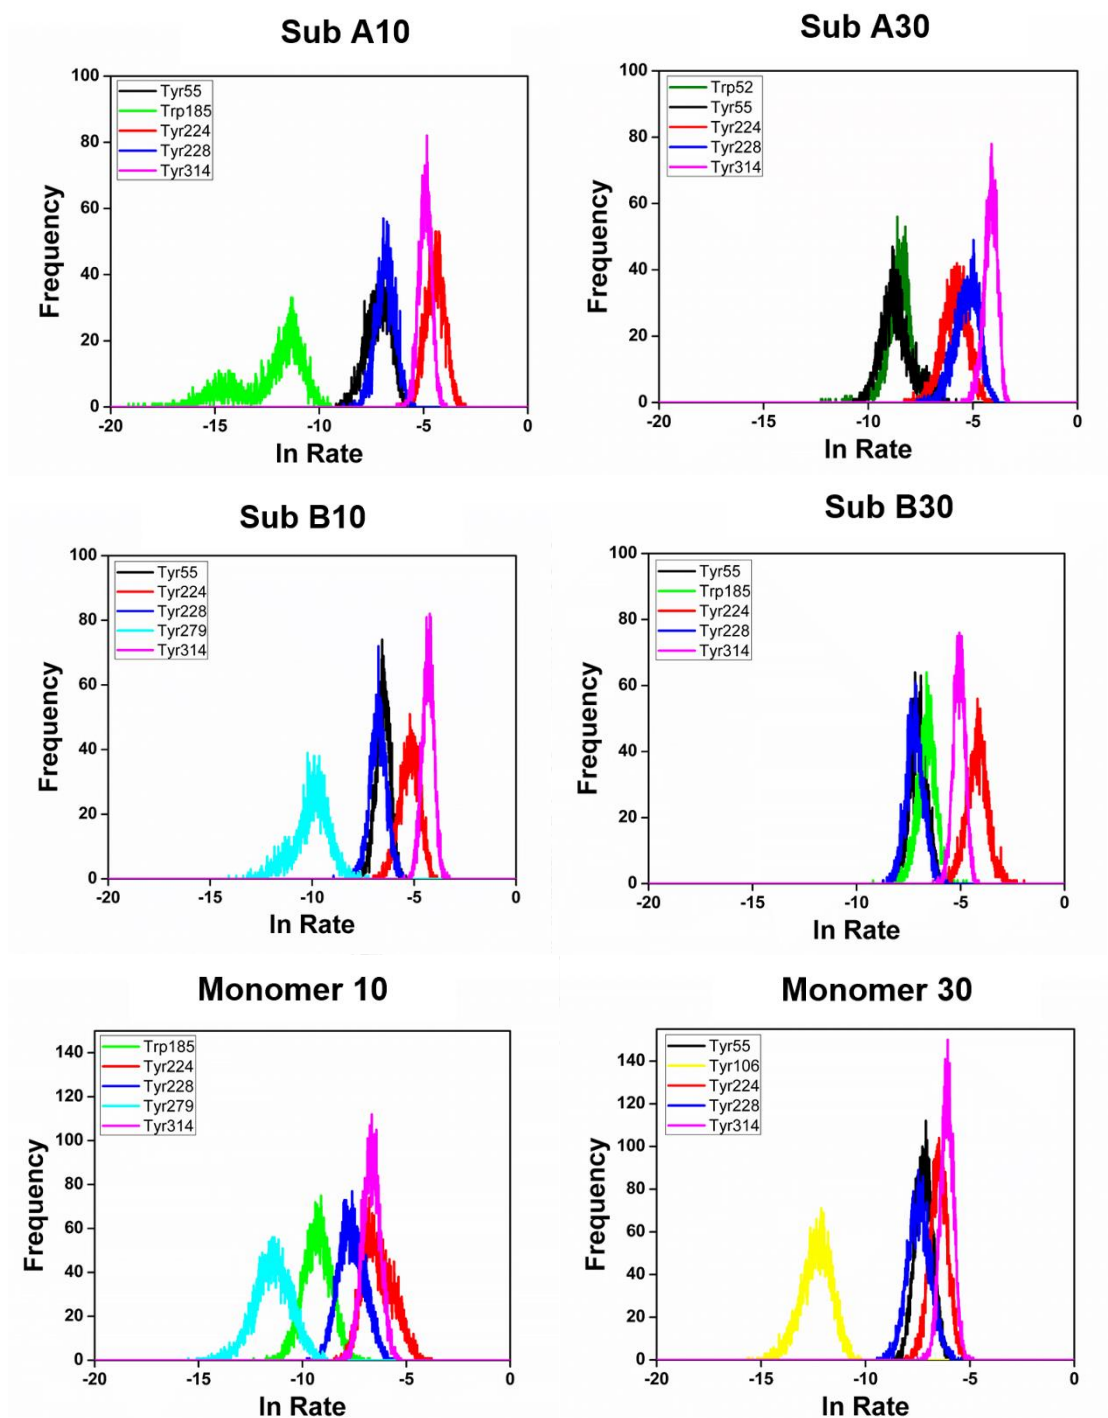 Sub A10
Tyr55
Trp185
Tyr224
Tyr228
Tyr314
100
80
60
40
20
0
Frequency
-20 -15 -10 -5 0
ln Rate
Sub A30
Trp52
Tyr55
Tyr224
Tyr228
Tyr314
100
80
60
40
20
0
Frequency
-20 -15 -10 -5 0
ln Rate
Sub B10
Tyr55
Tyr224
Tyr228
Tyr279
Tyr314
100
80
60
40
20
0
Frequency
-20 -15 -10 -5 0
ln Rate
Sub B30
Tyr55
Trp185
Tyr224
Tyr228
Tyr314
100
80
60
40
20
0
Frequency
-20 -15 -10 -5 0
ln Rate
Monomer 10
Trp185
Tyr224
Tyr228
Tyr279
Tyr314
140
120
100
80
60
40
20
0
Frequency
-20 -15 -10 -5 0
ln Rate
Monomer 30
Tyr55
Tyr106
Tyr224
Tyr228
Tyr314
140
120
100
80
60
40
20
0
Frequency
-20 -15 -10 -5 0
ln Rate